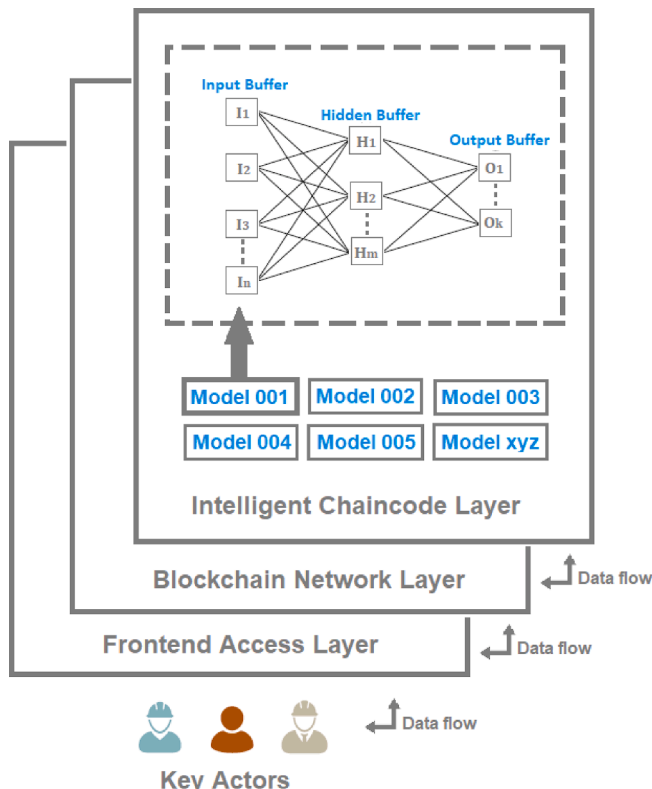 Input Buffer
Hidden Buffer
Output Buffer
I1
H1
O1
I2
H2
Ok
I3
Hm
In
Model 001
Model 002
Model 003
Model 004
Model 005
Model xyz
Intelligent Chaincode Layer
Blockchain Network Layer
Data flow
Frontend Access Layer
Data flow
Data flow
Key Actors